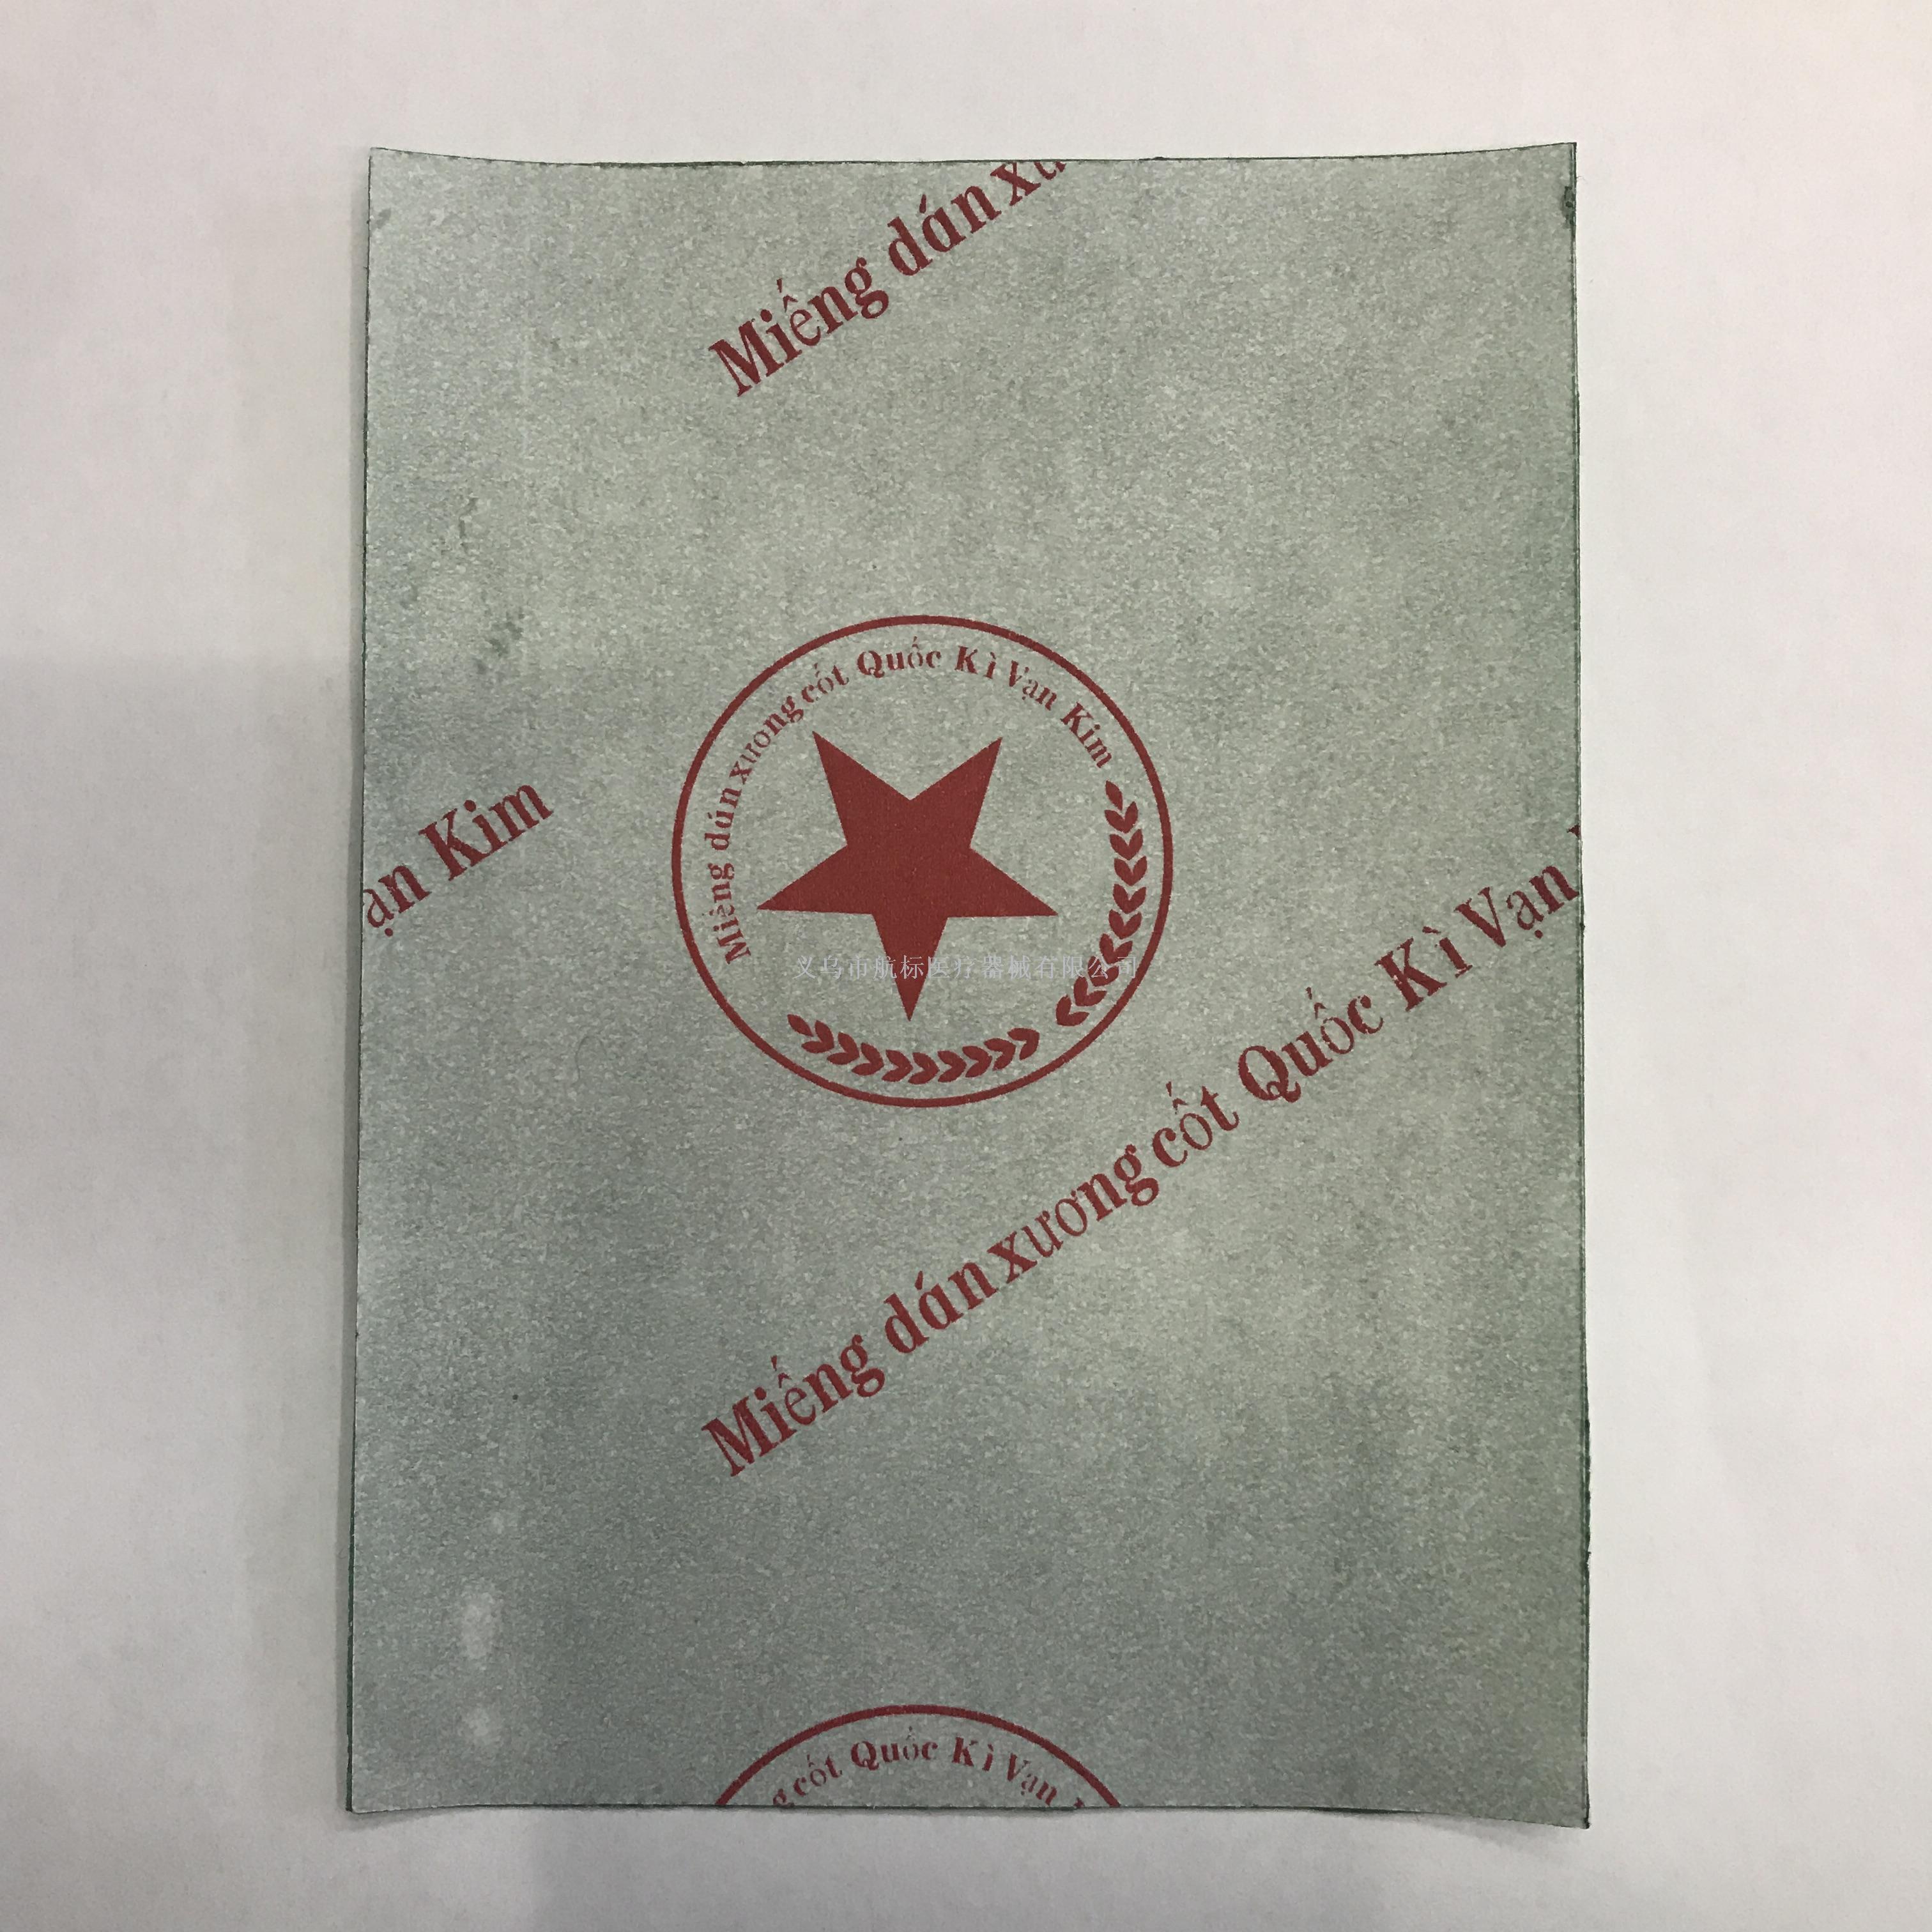 Miếng dán xư
Miếng dán xương cốt Quốc Kì Vạn Kim
ạn Kim
义乌市航标医疗器械有限公司
Miếng dán xương cốt Quốc Kì Vạn
g cốt Quốc Kì Vạn